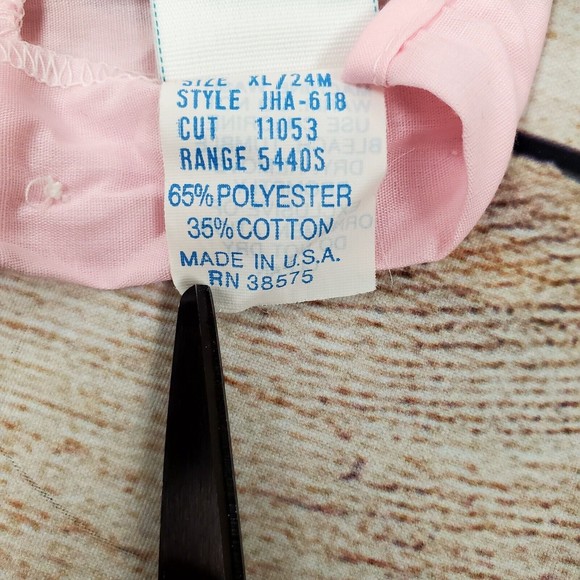 SIZE XL/24M
STYLE JHA-618
CUT 11053
RANGE 5440S
65% POLYESTER
35% COTTON
MADE IN U.S.A.
RN 38575